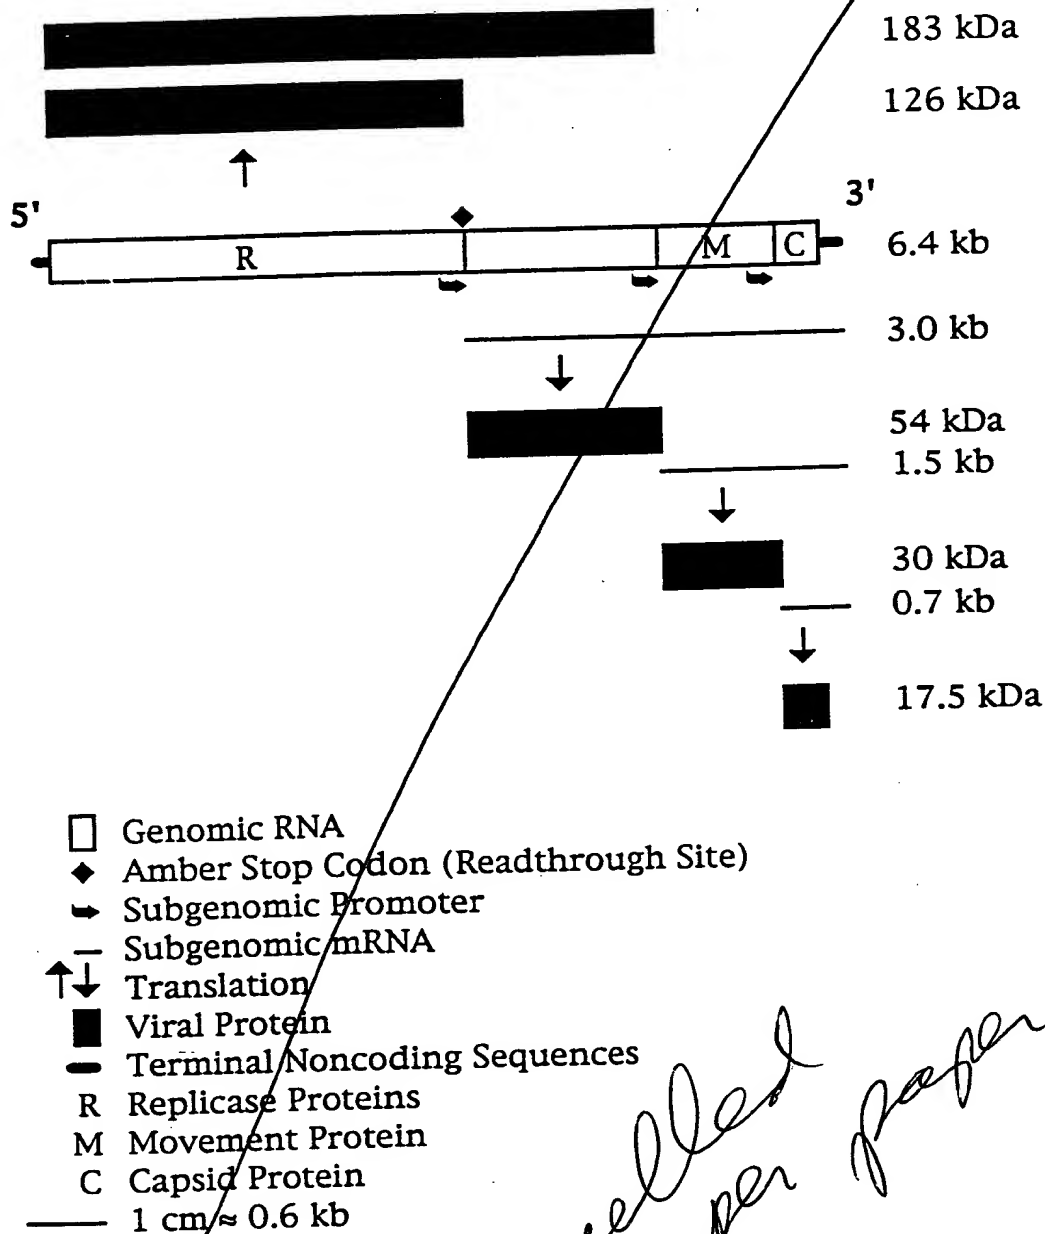 183 kDa
126 kDa
5'
3'
R
M
C
6.4 kb
3.0 kb
54 kDa
1.5 kb
30 kDa
0.7 kb
17.5 kDa
Genomic RNA
Amber Stop Codon (Readthrough Site)
Subgenomic Promoter
Subgenomic mRNA
Translation
Viral Protein
Terminal Noncoding Sequences
R Replicase Proteins
M Movement Protein
C Capsid Protein
1 cm ≈ 0.6 kb
per paper